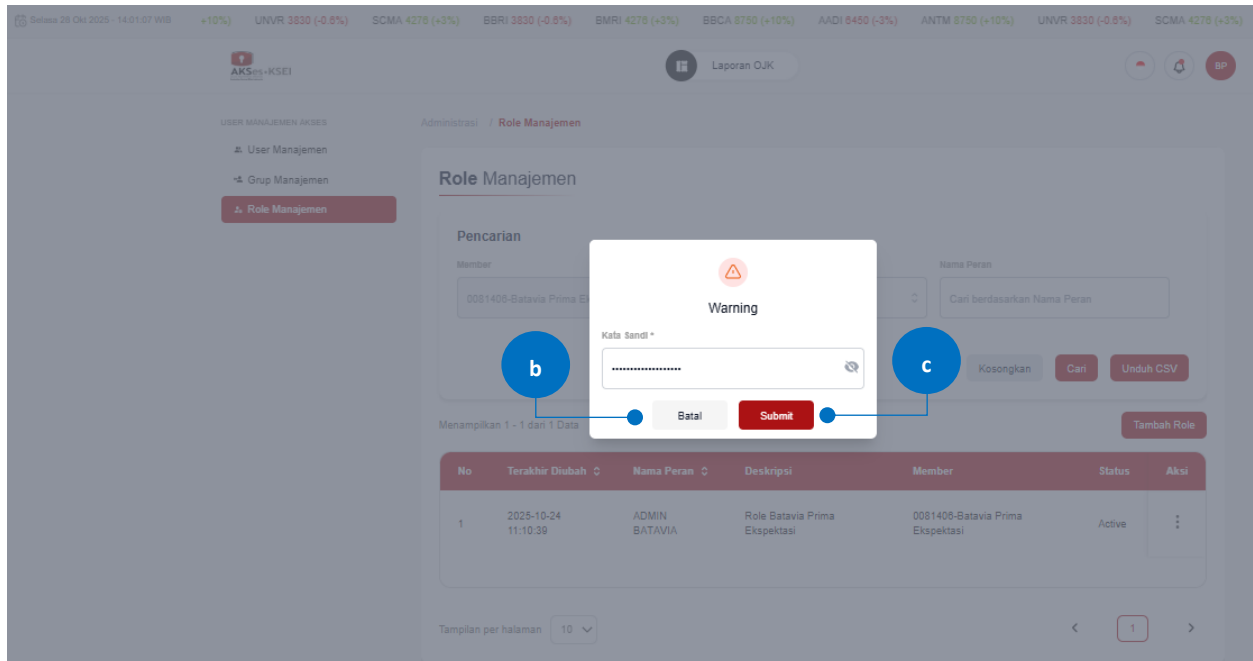 Selasa 28 Okt 2025 - 14:01:07 WIB +10%) UNVR 3830 (-0.6%) SCMA 4276 (+3%) BBRI 3830 (-0.6%) BMRI 4276 (+3%) BBCA 8750 (+10%) AADI 6450 (-3%) ANTM 8750 (+10%) UNVR 3830 (-0.6%) SCMA 4276 (+3%)
AKSes-KSEI
Laporan OJK
BP
USER MANAJEMEN AKSES
User Manajemen
Grup Manajemen
Role Manajemen
Administrasi / Role Manajemen
Role Manajemen
Pencarian
Member
Nama Peran
0081406-Batavia Prima
Cari berdasarkan Nama Peran
Kosongkan Cari Unduh CSV
Warning
Kata Sandi *
b
c
Batal Submit
Menampilkan 1 - 1 dari 1 Data
Tambah Role
No Terakhir Diubah Nama Peran Deskripsi Member Status Aksi
1 2025-10-24 ADMIN Role Batavia Prima 0081406-Batavia Prima Active
11:10:39 BATAVIA Ekspektasi Ekspektasi
Tampilan per halaman 10
1